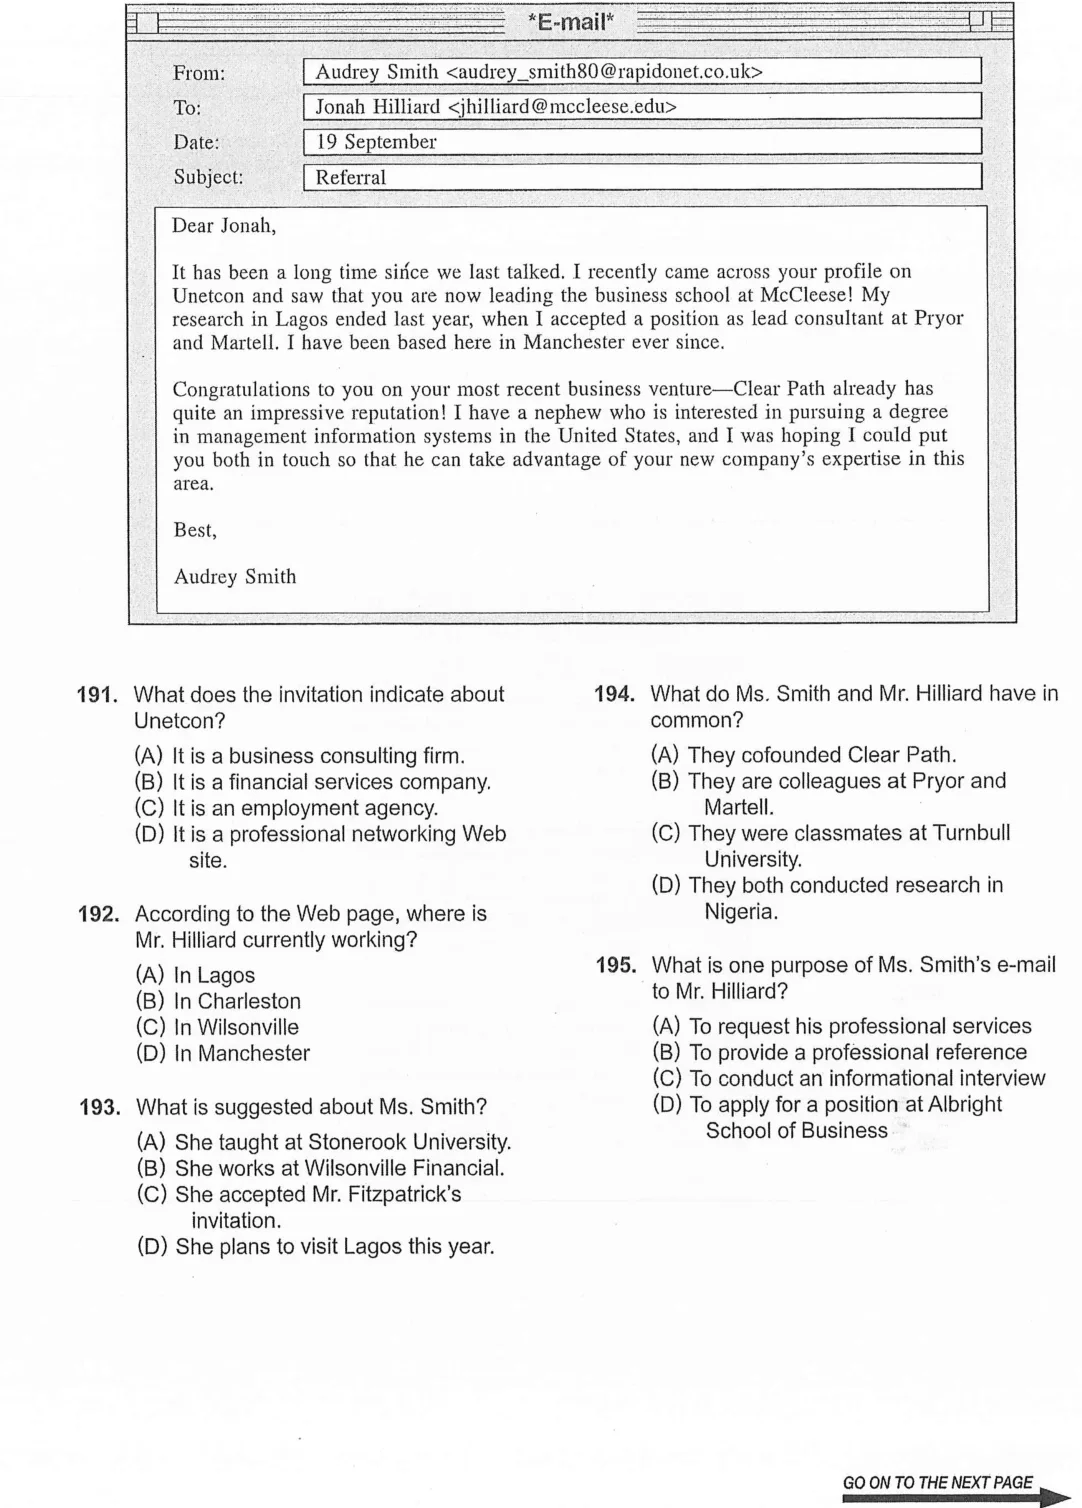 *E-mail*
From: Audrey Smith <audrey_smith80@rapidonet.co.uk>
To: Jonah Hilliard <jhilliard@mccleese.edu>
Date: 19 September
Subject: Referral
Dear Jonah,
It has been a long time since we last talked. I recently came across your profile on
Unetcon and saw that you are now leading the business school at McCleese! My
research in Lagos ended last year, when I accepted a position as lead consultant at Pryor
and Martell. I have been based here in Manchester ever since.
Congratulations to you on your most recent business venture—Clear Path already has
quite an impressive reputation! I have a nephew who is interested in pursuing a degree
in management information systems in the United States, and I was hoping I could put
you both in touch so that he can take advantage of your new company's expertise in this
area.
Best,
Audrey Smith
191. What does the invitation indicate about
Unetcon?
(A) It is a business consulting firm.
(B) It is a financial services company.
(C) It is an employment agency.
(D) It is a professional networking Web
site.
192. According to the Web page, where is
Mr. Hilliard currently working?
(A) In Lagos
(B) In Charleston
(C) In Wilsonville
(D) In Manchester
193. What is suggested about Ms. Smith?
(A) She taught at Stonerook University.
(B) She works at Wilsonville Financial.
(C) She accepted Mr. Fitzpatrick's
invitation.
(D) She plans to visit Lagos this year.
194. What do Ms. Smith and Mr. Hilliard have in
common?
(A) They cofounded Clear Path.
(B) They are colleagues at Pryor and
Martell.
(C) They were classmates at Turnbull
University.
(D) They both conducted research in
Nigeria.
195. What is one purpose of Ms. Smith's e-mail
to Mr. Hilliard?
(A) To request his professional services
(B) To provide a professional reference
(C) To conduct an informational interview
(D) To apply for a position at Albright
School of Business
GO ON TO THE NEXT PAGE